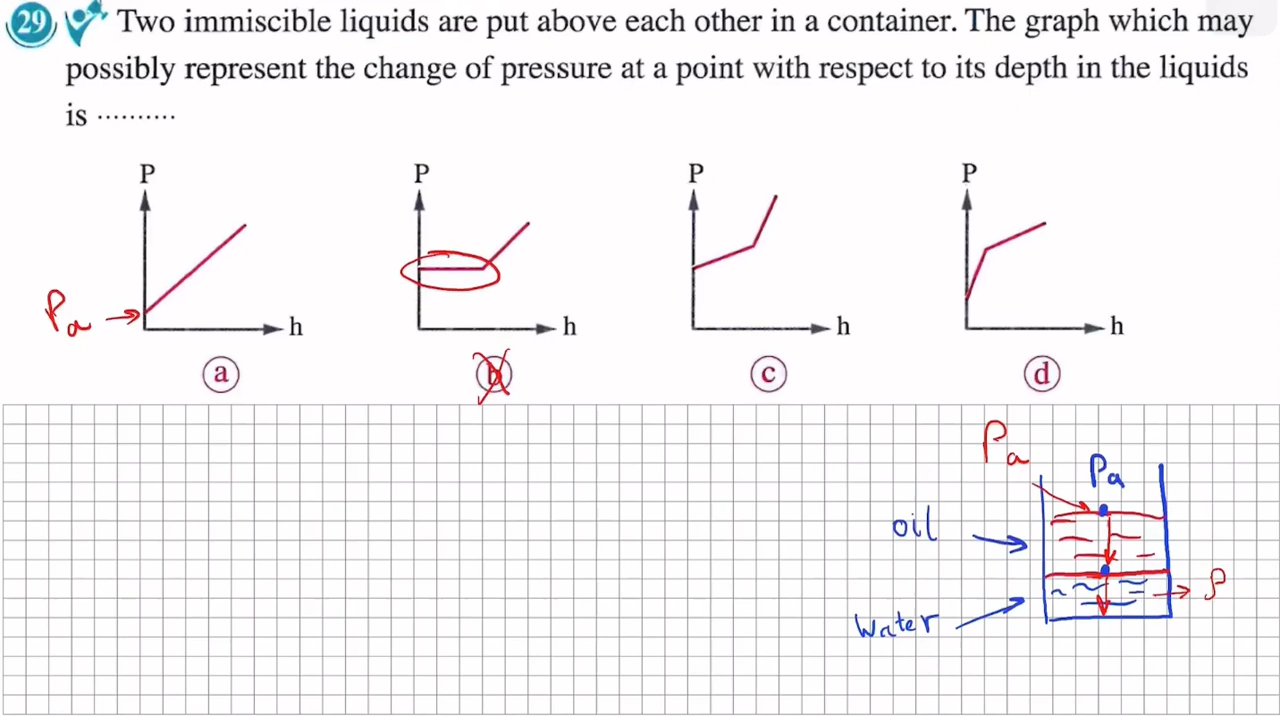 29 Two immiscible liquids are put above each other in a container. The graph which may
possibly represent the change of pressure at a point with respect to its depth in the liquids
is ··········
P P P P
Pa
h h h h
a b c d
Pa
Pa
oil
ρ
Water